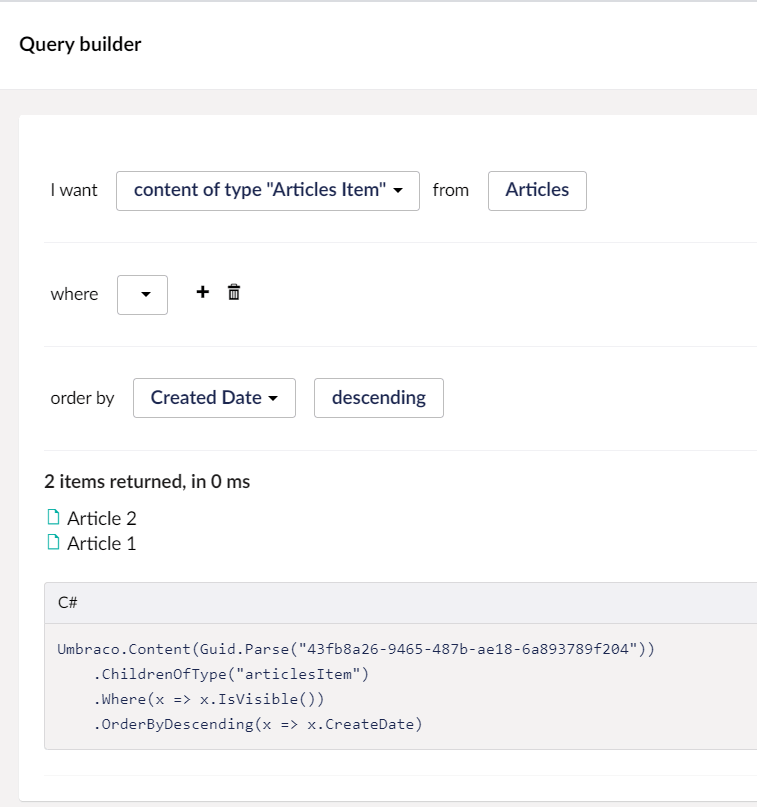 Query builder
I want content of type "Articles Item" from Articles
where
order by Created Date descending
2 items returned, in 0 ms
Article 2
Article 1
C#
Umbraco.Content(Guid.Parse("43fb8a26-9465-487b-ae18-6a893789f204"))
    .ChildrenOfType("articlesItem")
    .Where(x => x.IsVisible())
    .OrderByDescending(x => x.CreateDate)